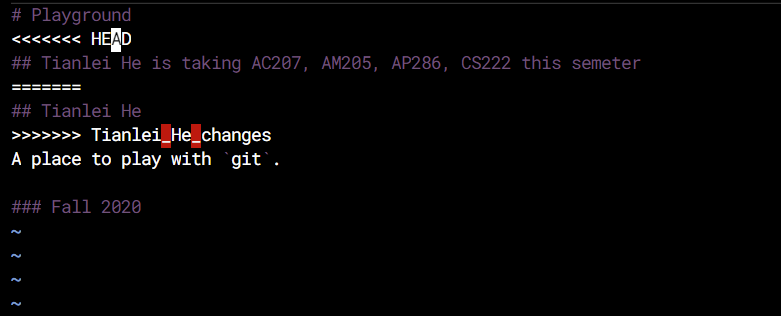 # Playground
<<<<<<< HEAD
## Tianlei He is taking AC207, AM205, AP286, CS222 this semeter
=======
## Tianlei He
>>>>>>> Tianlei_He_changes
A place to play with `git`.
### Fall 2020
~
~
~
~